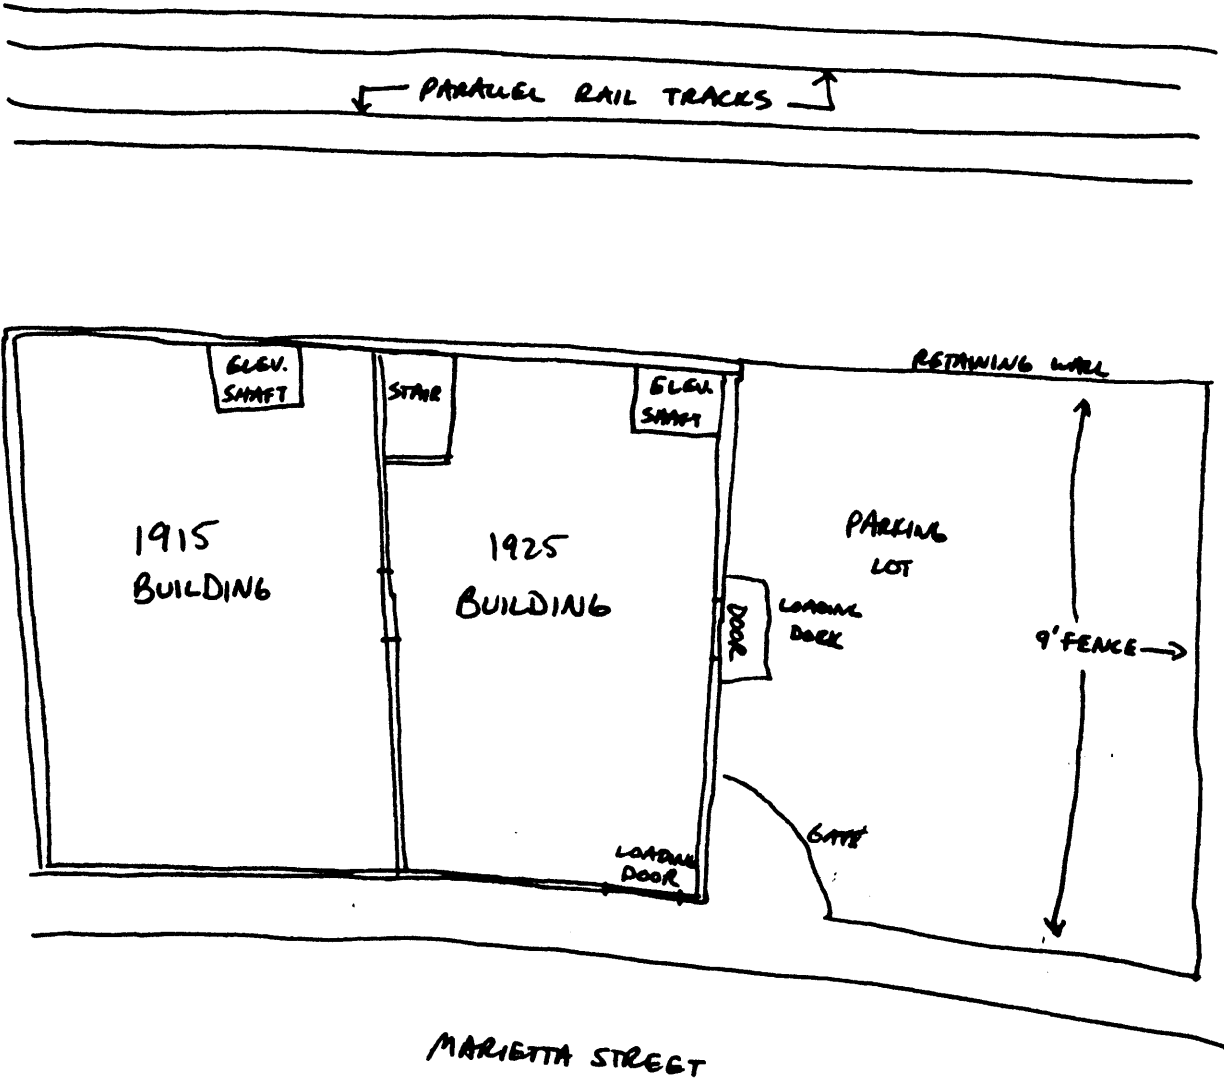 PARALLEL RAIL TRACKS
RETAINING WALL
ELEV.
SHAFT
STAIR
ELEV.
SHAFT
1915
BUILDING
1925
BUILDING
PARKING
LOT
DOOR
LOADING
DOCK
9' FENCE
GATE
LOADING
DOOR
MARIETTA STREET